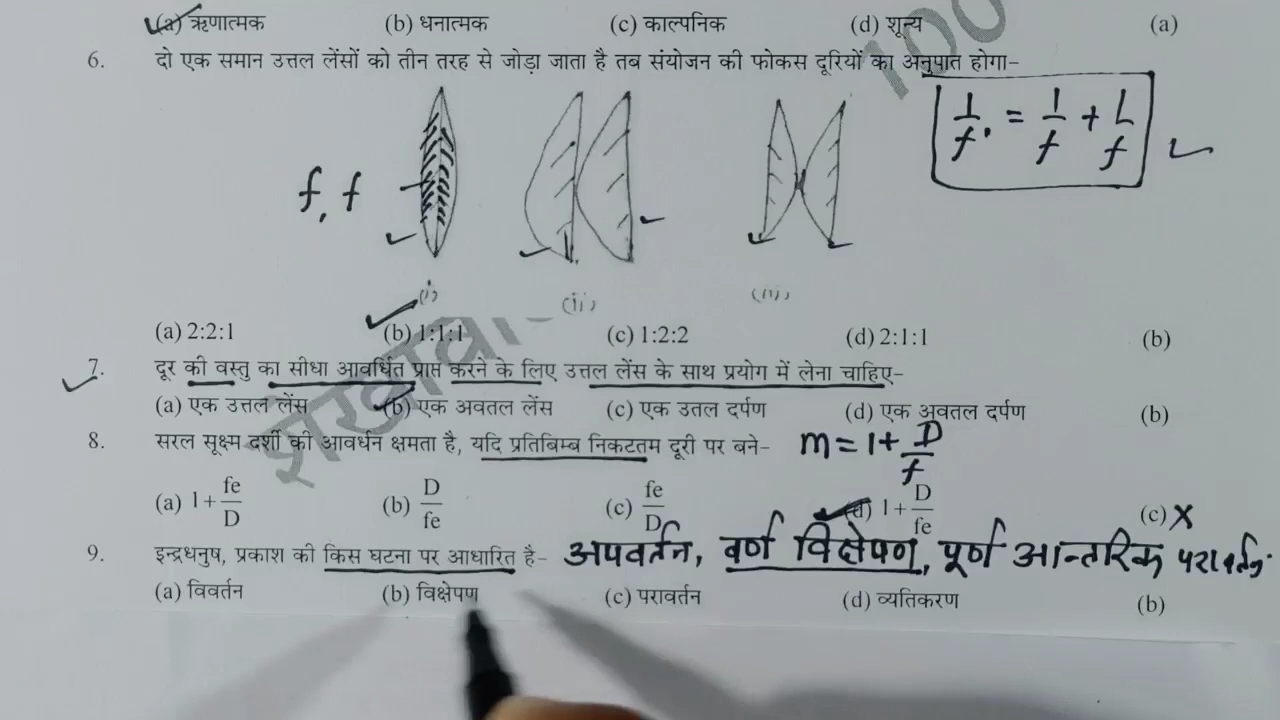 (a) ऋणात्मक (b) धनात्मक (c) काल्पनिक (d) शून्य (a)
6. दो एक समान उत्तल लेंसों को तीन तरह से जोड़ा जाता है तब संयोजन की फोकस दूरियों का अनुपात होगा-
1/f' = 1/f + 1/f
f, f
(i) (ii) (iii)
(a) 2:2:1 (b) 1:1:1 (c) 1:2:2 (d) 2:1:1 (b)
7. दूर की वस्तु का सीधा आवर्धित प्राप्त करने के लिए उत्तल लेंस के साथ प्रयोग में लेना चाहिए-
(a) एक उत्तल लेंस (b) एक अवतल लेंस (c) एक उतल दर्पण (d) एक अवतल दर्पण (b)
8. सरल सूक्ष्म दर्शी की आवर्धन क्षमता है, यदि प्रतिबिम्ब निकटतम दूरी पर बने- m = 1 + D/f
(a) 1 + fe/D (b) D/fe (c) fe/D (d) 1 + D/fe (c) x
9. इन्द्रधनुष, प्रकाश की किस घटना पर आधारित है- अपवर्तन, वर्ण विक्षेपण, पूर्ण आन्तरिक परावर्तन
(a) विवर्तन (b) विक्षेपण (c) परावर्तन (d) व्यतिकरण (b)